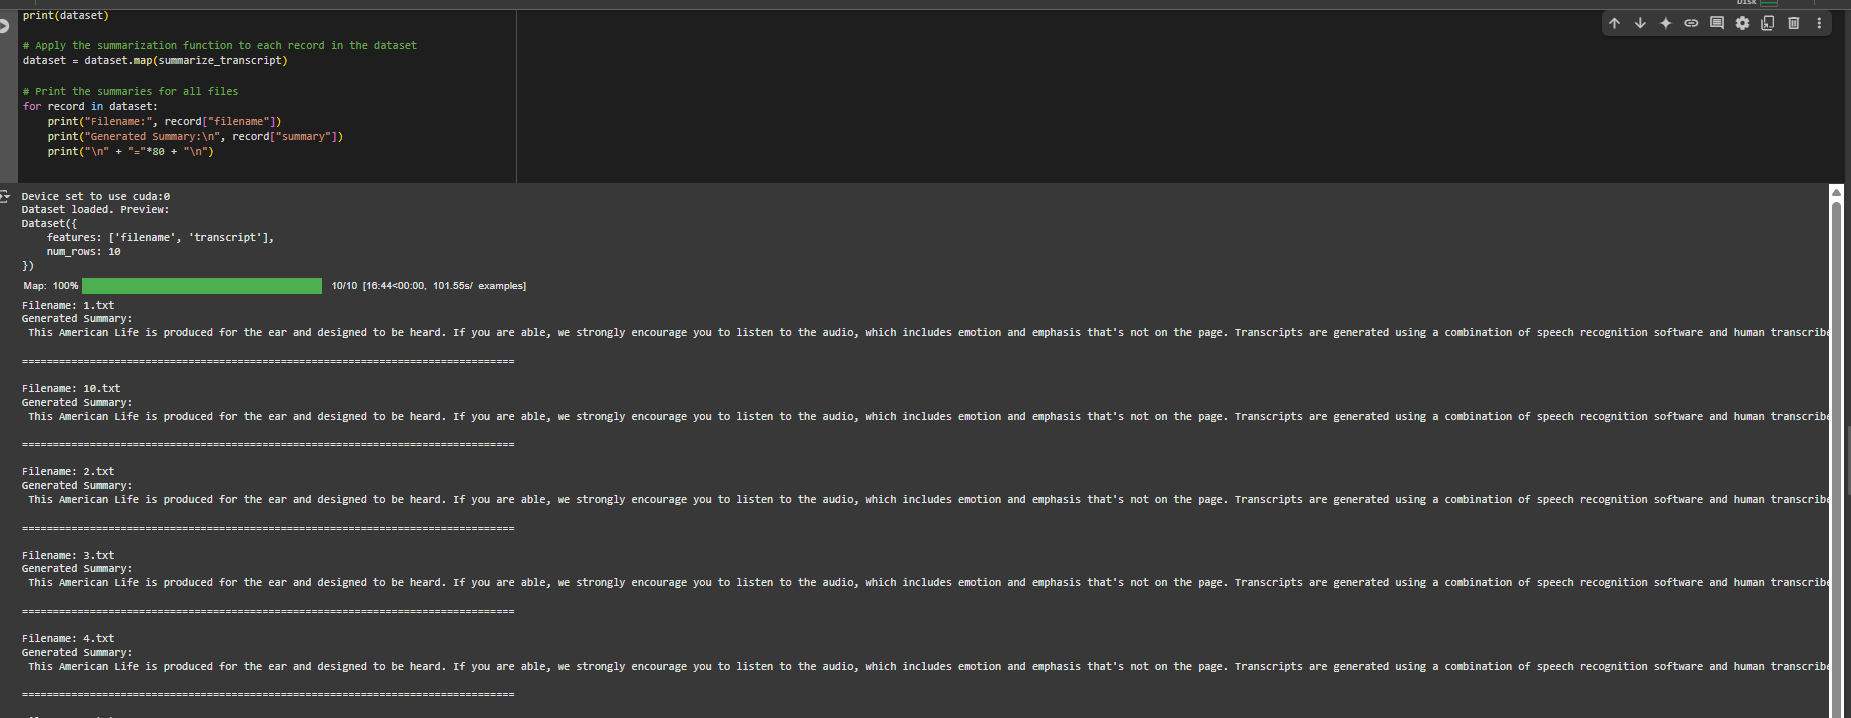 Disk
print(dataset)
# Apply the summarization function to each record in the dataset
dataset = dataset.map(summarize_transcript)
# Print the summaries for all files
for record in dataset:
    print("Filename:", record["filename"])
    print("Generated Summary:\n", record["summary"])
    print("\n" + "="*80 + "\n")
Device set to use cuda:0
Dataset loaded. Preview:
Dataset({
    features: ['filename', 'transcript'],
    num_rows: 10
})
Map: 100% 10/10 [16:44<00:00, 101.55s/ examples]
Filename: 1.txt
Generated Summary:
 This American Life is produced for the ear and designed to be heard. If you are able, we strongly encourage you to listen to the audio, which includes emotion and emphasis that's not on the page. Transcripts are generated using a combination of speech recognition software and human transcribe
================================================================================
Filename: 10.txt
Generated Summary:
 This American Life is produced for the ear and designed to be heard. If you are able, we strongly encourage you to listen to the audio, which includes emotion and emphasis that's not on the page. Transcripts are generated using a combination of speech recognition software and human transcribe
================================================================================
Filename: 2.txt
Generated Summary:
 This American Life is produced for the ear and designed to be heard. If you are able, we strongly encourage you to listen to the audio, which includes emotion and emphasis that's not on the page. Transcripts are generated using a combination of speech recognition software and human transcribe
================================================================================
Filename: 3.txt
Generated Summary:
 This American Life is produced for the ear and designed to be heard. If you are able, we strongly encourage you to listen to the audio, which includes emotion and emphasis that's not on the page. Transcripts are generated using a combination of speech recognition software and human transcribe
================================================================================
Filename: 4.txt
Generated Summary:
 This American Life is produced for the ear and designed to be heard. If you are able, we strongly encourage you to listen to the audio, which includes emotion and emphasis that's not on the page. Transcripts are generated using a combination of speech recognition software and human transcribe
================================================================================